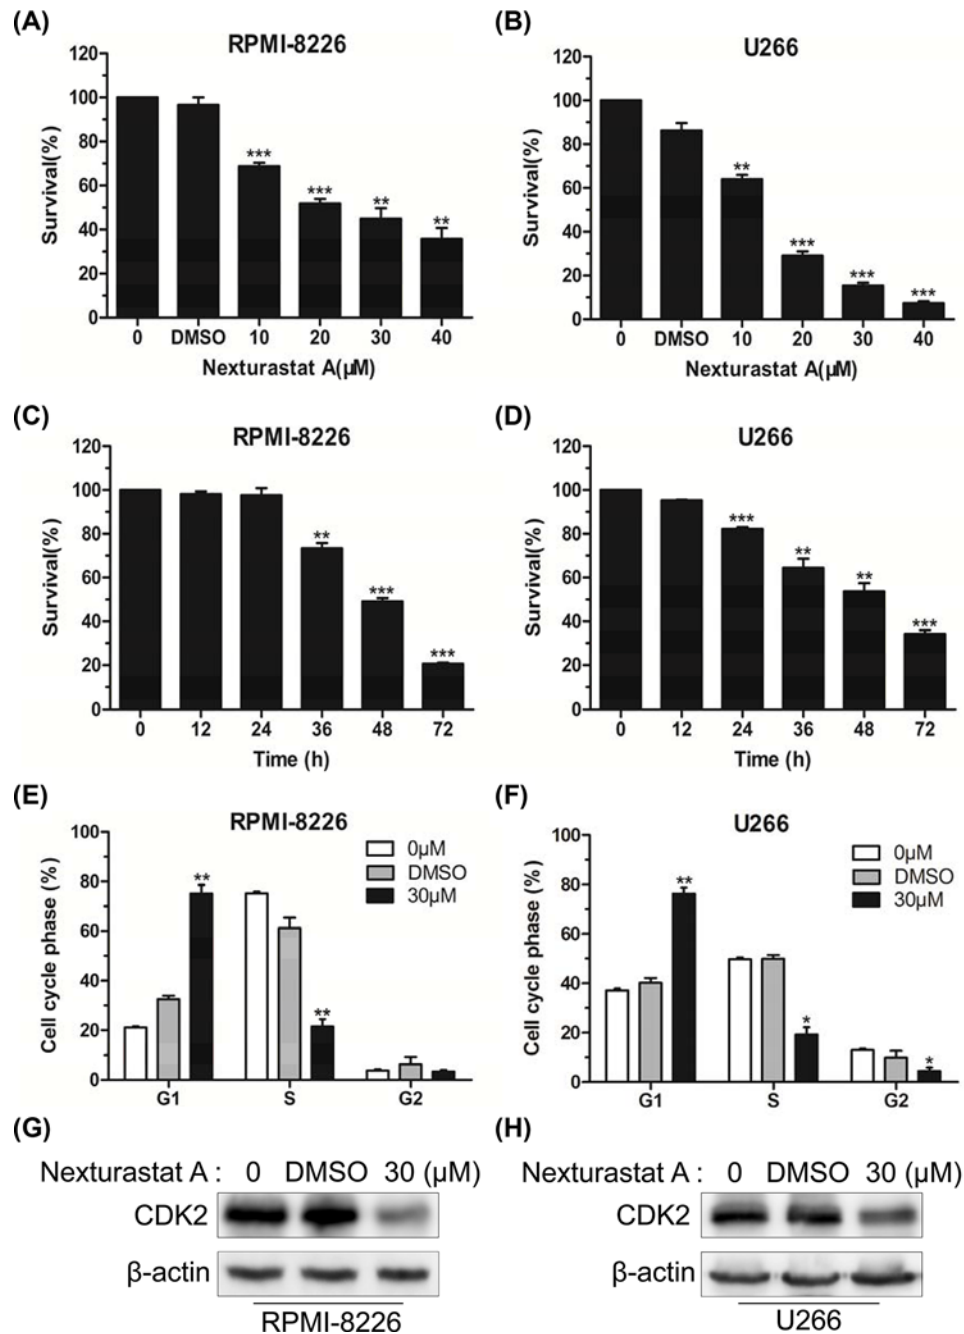 (A)
RPMI-8226
120
100
80
60
40
20
0
Survival(%)
***
***
**
**
0 DMSO 10 20 30 40
Nexturastat A(µM)
(B)
U266
120
100
80
60
40
20
0
Survival(%)
**
***
***
***
0 DMSO 10 20 30 40
Nexturastat A(µM)
(C)
RPMI-8226
120
100
80
60
40
20
0
Survival(%)
**
***
***
0 12 24 36 48 72
Time (h)
(D)
U266
120
100
80
60
40
20
0
Survival(%)
***
**
**
***
0 12 24 36 48 72
Time (h)
(E)
RPMI-8226
100
80
60
40
20
0
Cell cycle phase (%)
0µM
DMSO
30µM
**
**
G1 S G2
(F)
U266
100
80
60
40
20
0
Cell cycle phase (%)
0µM
DMSO
30µM
**
*
*
G1 S G2
(G)
Nexturastat A : 0 DMSO 30 (µM)
CDK2
β-actin
RPMI-8226
(H)
Nexturastat A : 0 DMSO 30 (µM)
CDK2
β-actin
U266